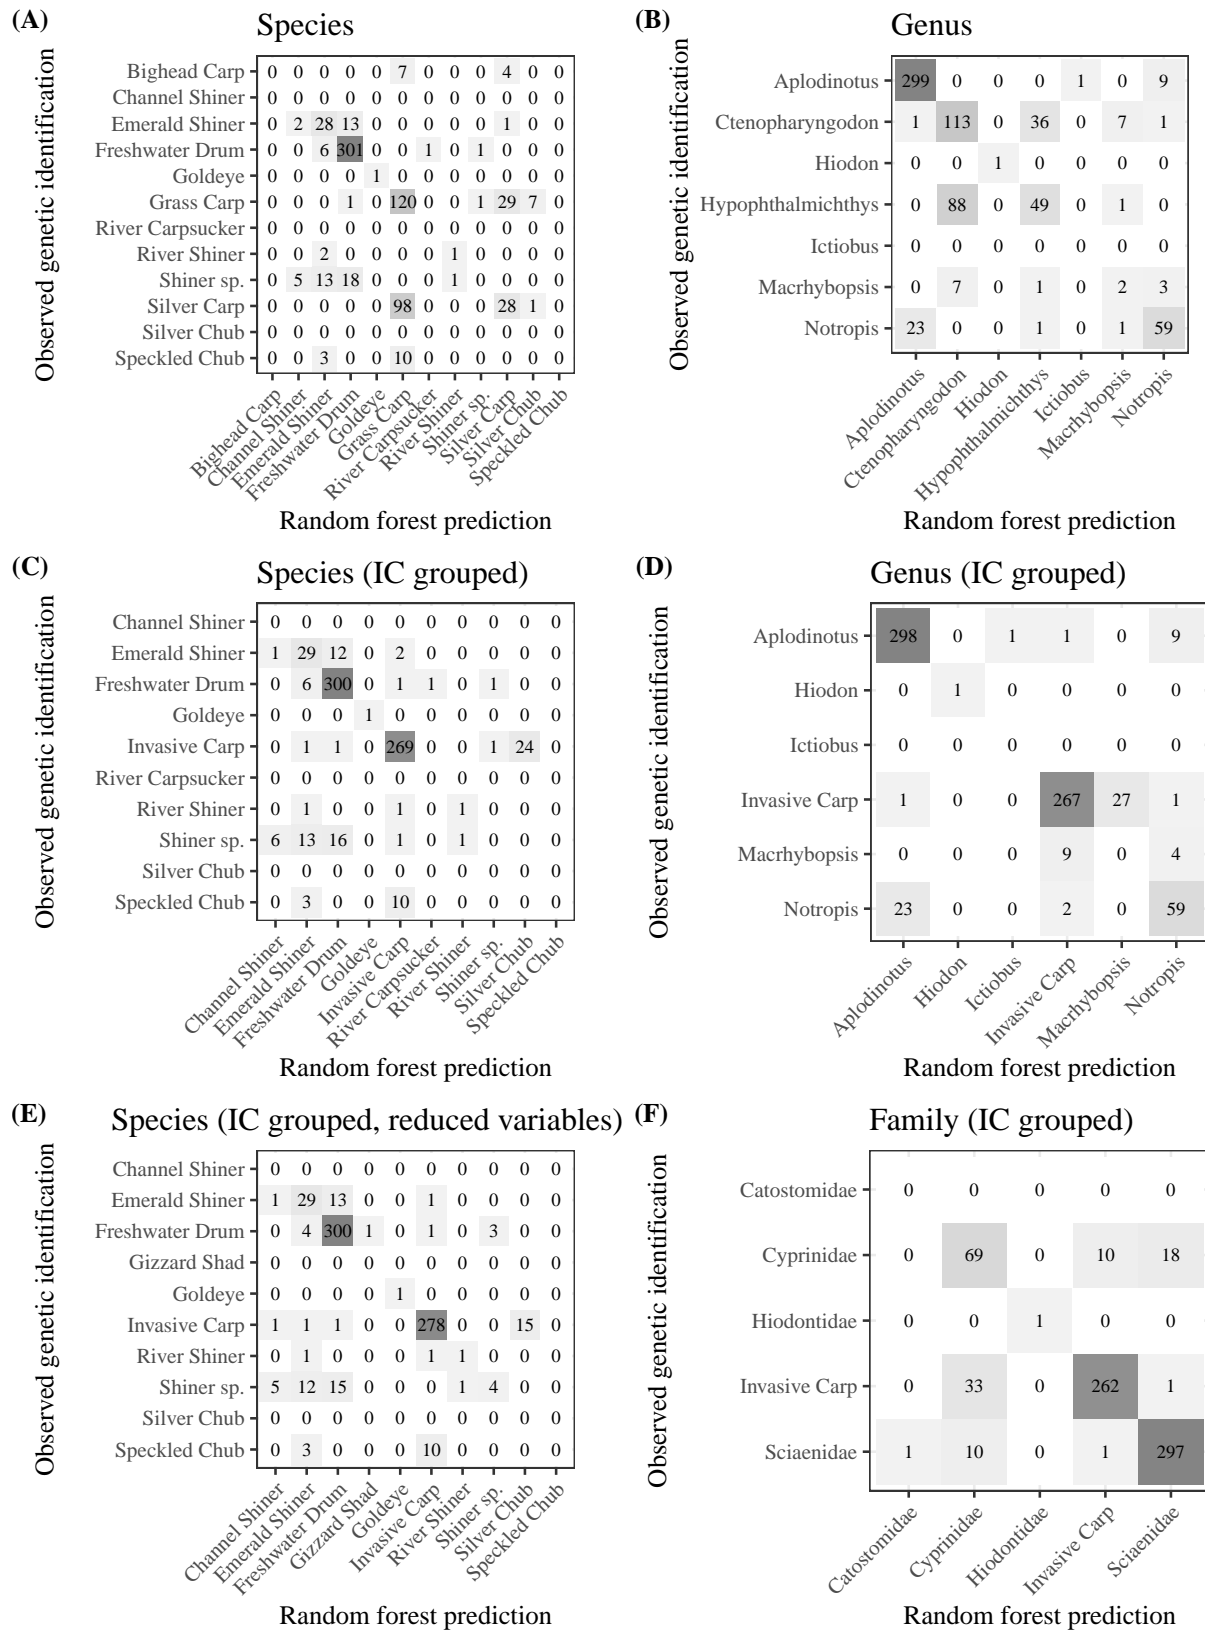 (A)
Species
Observed genetic identification
Bighead Carp 0 0 0 0 0 7 0 0 0 4 0 0
Channel Shiner 0 0 0 0 0 0 0 0 0 0 0 0
Emerald Shiner 0 2 28 13 0 0 0 0 0 1 0 0
Freshwater Drum 0 0 6 301 0 0 1 0 1 0 0 0
Goldeye 0 0 0 0 1 0 0 0 0 0 0 0
Grass Carp 0 0 0 1 0 120 0 0 1 29 7 0
River Carpsucker 0 0 0 0 0 0 0 0 0 0 0 0
River Shiner 0 0 2 0 0 0 0 1 0 0 0 0
Shiner sp. 0 5 13 18 0 0 0 1 0 0 0 0
Silver Carp 0 0 0 0 0 98 0 0 0 28 1 0
Silver Chub 0 0 0 0 0 0 0 0 0 0 0 0
Speckled Chub 0 0 3 0 0 10 0 0 0 0 0 0
Bighead Carp
Channel Shiner
Emerald Shiner
Freshwater Drum
Goldeye
Grass Carp
River Carpsucker
River Shiner
Shiner sp.
Silver Carp
Silver Chub
Speckled Chub
Random forest prediction
(B)
Genus
Observed genetic identification
Aplodinotus 299 0 0 0 1 0 9
Ctenopharyngodon 1 113 0 36 0 7 1
Hiodon 0 0 1 0 0 0 0
Hypophthalmichthys 0 88 0 49 0 1 0
Ictiobus 0 0 0 0 0 0 0
Macrhybopsis 0 7 0 1 0 2 3
Notropis 23 0 0 1 0 1 59
Aplodinotus
Ctenopharyngodon
Hiodon
Hypophthalmichthys
Ictiobus
Macrhybopsis
Notropis
Random forest prediction
(C)
Species (IC grouped)
Observed genetic identification
Channel Shiner 0 0 0 0 0 0 0 0 0 0
Emerald Shiner 1 29 12 0 2 0 0 0 0 0
Freshwater Drum 0 6 300 0 1 1 0 1 0 0
Goldeye 0 0 0 1 0 0 0 0 0 0
Invasive Carp 0 1 1 0 269 0 0 1 24 0
River Carpsucker 0 0 0 0 0 0 0 0 0 0
River Shiner 0 1 0 0 1 0 1 0 0 0
Shiner sp. 6 13 16 0 1 0 1 0 0 0
Silver Chub 0 0 0 0 0 0 0 0 0 0
Speckled Chub 0 3 0 0 10 0 0 0 0 0
Channel Shiner
Emerald Shiner
Freshwater Drum
Goldeye
Invasive Carp
River Carpsucker
River Shiner
Shiner sp.
Silver Chub
Speckled Chub
Random forest prediction
(D)
Genus (IC grouped)
Observed genetic identification
Aplodinotus 298 0 1 1 0 9
Hiodon 0 1 0 0 0 0
Ictiobus 0 0 0 0 0 0
Invasive Carp 1 0 0 267 27 1
Macrhybopsis 0 0 0 9 0 4
Notropis 23 0 0 2 0 59
Aplodinotus
Hiodon
Ictiobus
Invasive Carp
Macrhybopsis
Notropis
Random forest prediction
(E)
Species (IC grouped, reduced variables)
Observed genetic identification
Channel Shiner 0 0 0 0 0 0 0 0 0 0
Emerald Shiner 1 29 13 0 0 1 0 0 0 0
Freshwater Drum 0 4 300 1 0 1 0 3 0 0
Gizzard Shad 0 0 0 0 0 0 0 0 0 0
Goldeye 0 0 0 0 1 0 0 0 0 0
Invasive Carp 1 1 1 0 0 278 0 0 15 0
River Shiner 0 1 0 0 0 1 1 0 0 0
Shiner sp. 5 12 15 0 0 0 1 4 0 0
Silver Chub 0 0 0 0 0 0 0 0 0 0
Speckled Chub 0 3 0 0 0 10 0 0 0 0
Channel Shiner
Emerald Shiner
Freshwater Drum
Gizzard Shad
Goldeye
Invasive Carp
River Shiner
Shiner sp.
Silver Chub
Speckled Chub
Random forest prediction
(F)
Family (IC grouped)
Observed genetic identification
Catostomidae 0 0 0 0 0
Cyprinidae 0 69 0 10 18
Hiodontidae 0 0 1 0 0
Invasive Carp 0 33 0 262 1
Sciaenidae 1 10 0 1 297
Catostomidae
Cyprinidae
Hiodontidae
Invasive Carp
Sciaenidae
Random forest prediction